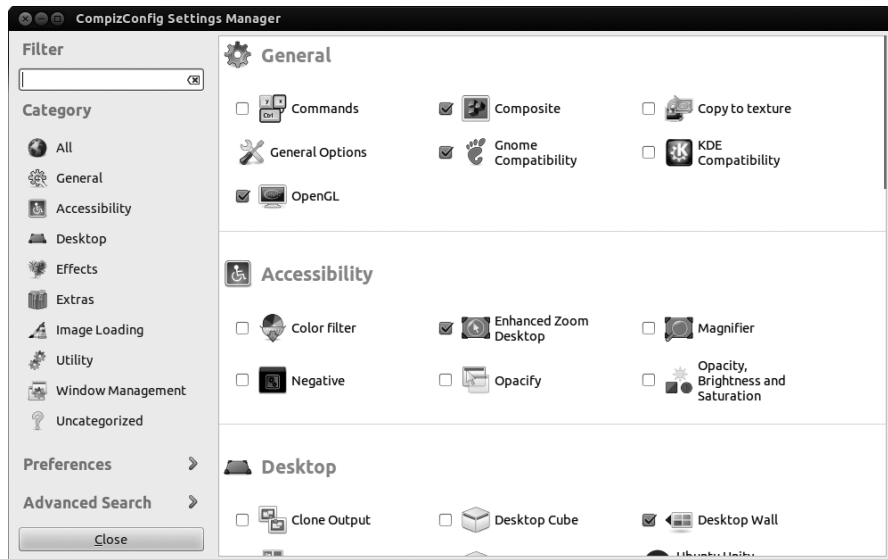 CompizConfig Settings Manager
Filter
Category
All
General
Accessibility
Desktop
Effects
Extras
Image Loading
Utility
Window Management
Uncategorized
Preferences
Advanced Search
Close
General
Commands
Composite
Copy to texture
General Options
Gnome
Compatibility
KDE
Compatibility
OpenGL
Accessibility
Color filter
Enhanced Zoom
Desktop
Magnifier
Negative
Opacify
Opacity,
Brightness and
Saturation
Desktop
Clone Output
Desktop Cube
Desktop Wall
Ubuntu Unity